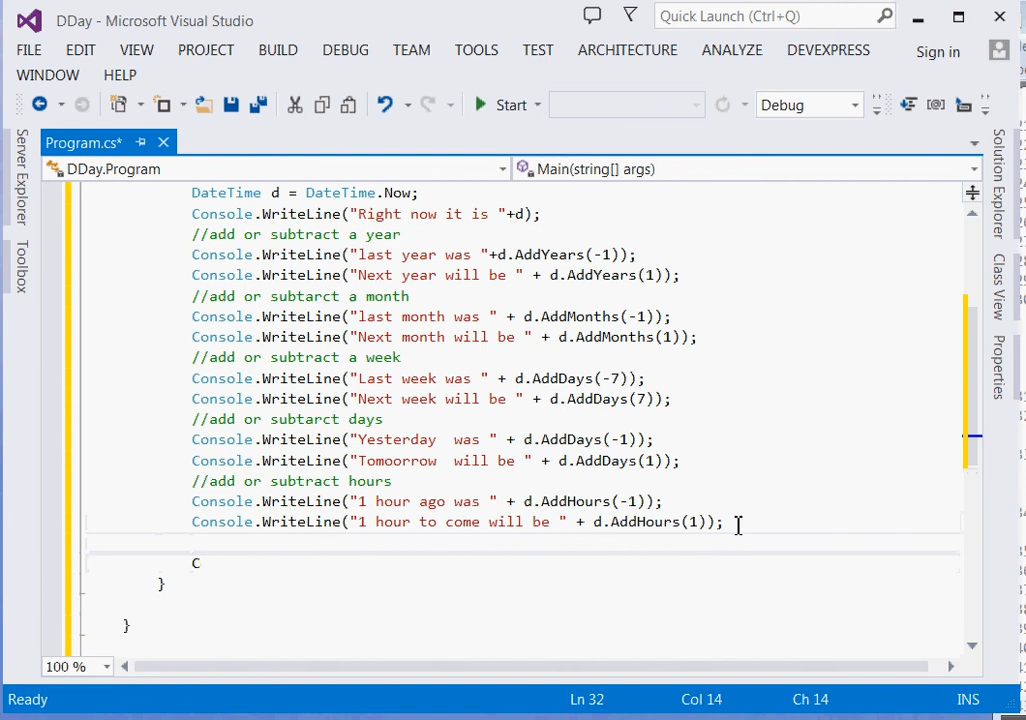 DDay - Microsoft Visual Studio
Quick Launch (Ctrl+Q)
FILE EDIT VIEW PROJECT BUILD DEBUG TEAM TOOLS TEST ARCHITECTURE ANALYZE DEVEXPRESS Sign in
WINDOW HELP
Start Debug
Program.cs*
DDay.Program Main(string[] args)
DateTime d = DateTime.Now;
Console.WriteLine("Right now it is "+d);
//add or subtract a year
Console.WriteLine("last year was "+d.AddYears(-1));
Console.WriteLine("Next year will be " + d.AddYears(1));
//add or subtarct a month
Console.WriteLine("last month was " + d.AddMonths(-1));
Console.WriteLine("Next month will be " + d.AddMonths(1));
//add or subtract a week
Console.WriteLine("Last week was " + d.AddDays(-7));
Console.WriteLine("Next week will be " + d.AddDays(7));
//add or subtarct days
Console.WriteLine("Yesterday  was " + d.AddDays(-1));
Console.WriteLine("Tomoorrow  will be " + d.AddDays(1));
//add or subtract hours
Console.WriteLine("1 hour ago was " + d.AddHours(-1));
Console.WriteLine("1 hour to come will be " + d.AddHours(1));
C
}
}
100 %
Ready Ln 32 Col 14 Ch 14 INS
Server Explorer
Toolbox
Solution Explorer
Class View
Properties